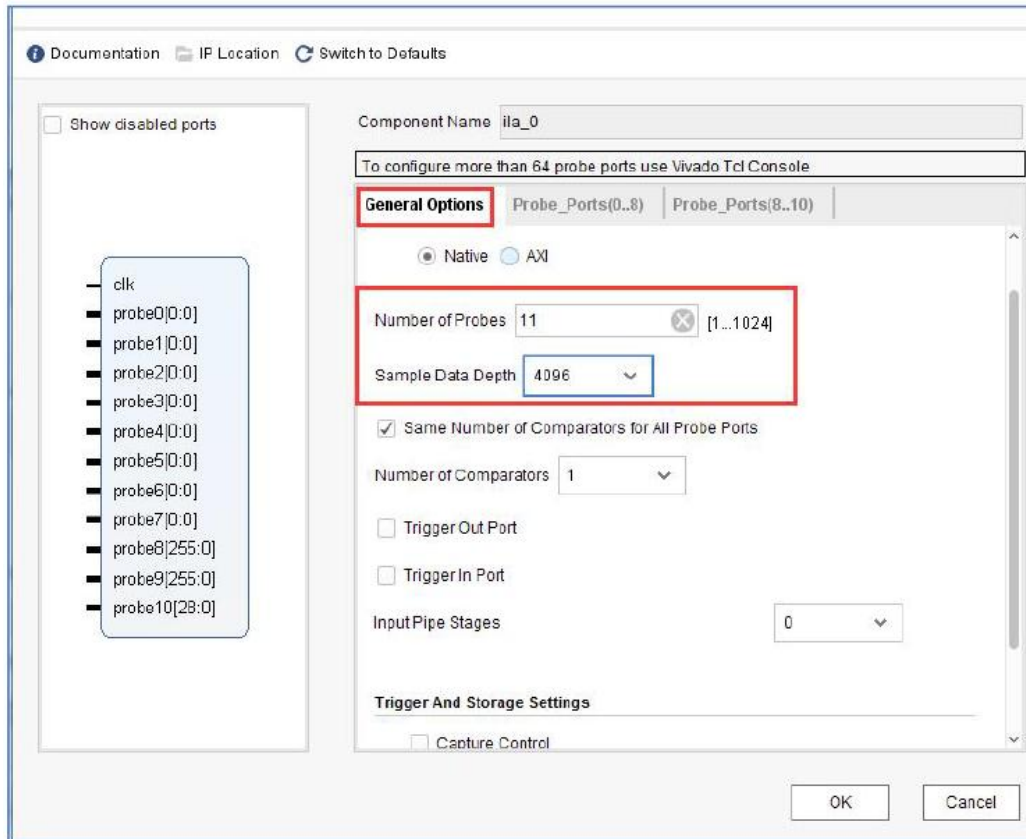 Documentation IP Location Switch to Defaults
Show disabled ports
clk
probe0[0:0]
probe1[0:0]
probe2[0:0]
probe3[0:0]
probe4[0:0]
probe5[0:0]
probe6[0:0]
probe7[0:0]
probe8[255:0]
probe9[255:0]
probe10[28:0]
Component Name ila_0
To configure more than 64 probe ports use Vivado Tcl Console
General Options Probe_Ports(0..8) Probe_Ports(8..10)
Native AXI
Number of Probes 11 [1...1024]
Sample Data Depth 4096
Same Number of Comparators for All Probe Ports
Number of Comparators 1
Trigger Out Port
Trigger In Port
Input Pipe Stages 0
Trigger And Storage Settings
Capture Control
OK Cancel